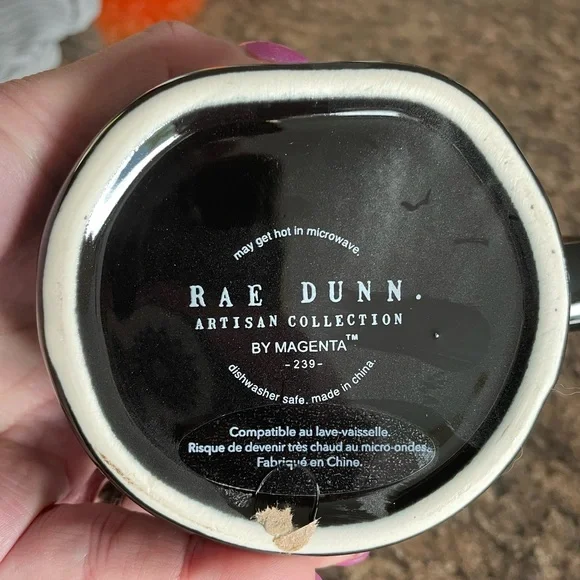 may get hot in microwave.
RAE DUNN.
ARTISAN COLLECTION
BY MAGENTA™
-239-
dishwasher safe. made in china.
Compatible au lave-vaisselle.
Risque de devenir très chaud au micro-ondes.
Fabriqué en Chine.